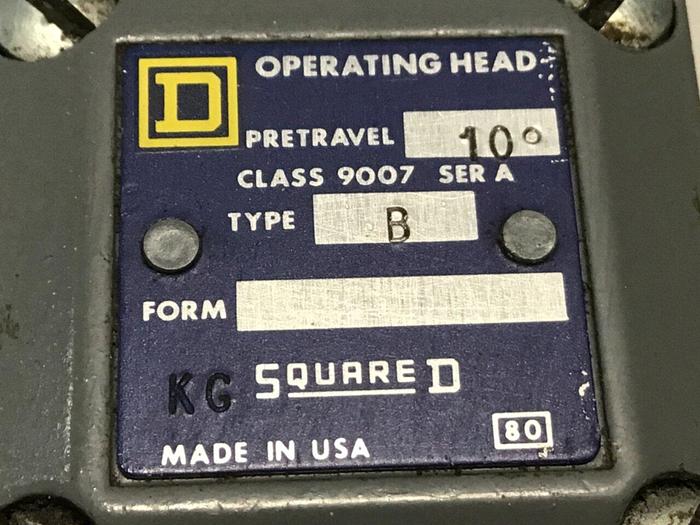 D
OPERATING HEAD
PRETRAVEL 10°
CLASS 9007 SER A
TYPE B
FORM
KG SQUARE D
MADE IN USA
80